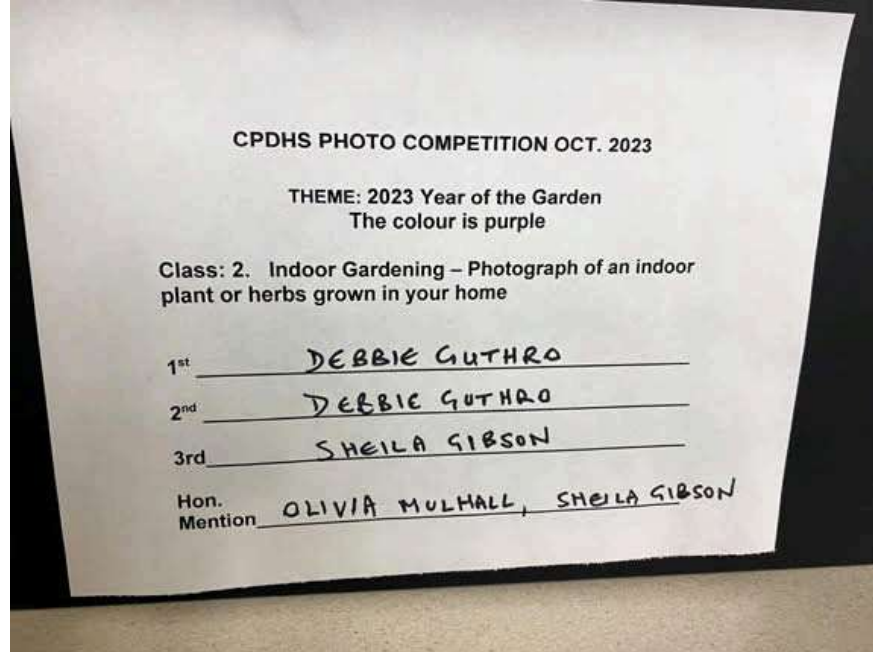 CPDHS PHOTO COMPETITION OCT. 2023
THEME: 2023 Year of the Garden
The colour is purple
Class: 2. Indoor Gardening – Photograph of an indoor
plant or herbs grown in your home
1st DEBBIE GUTHRO
2nd DEBBIE GUTHRO
3rd SHEILA GIBSON
Hon.
Mention OLIVIA MULHALL, SHEILA GIBSON